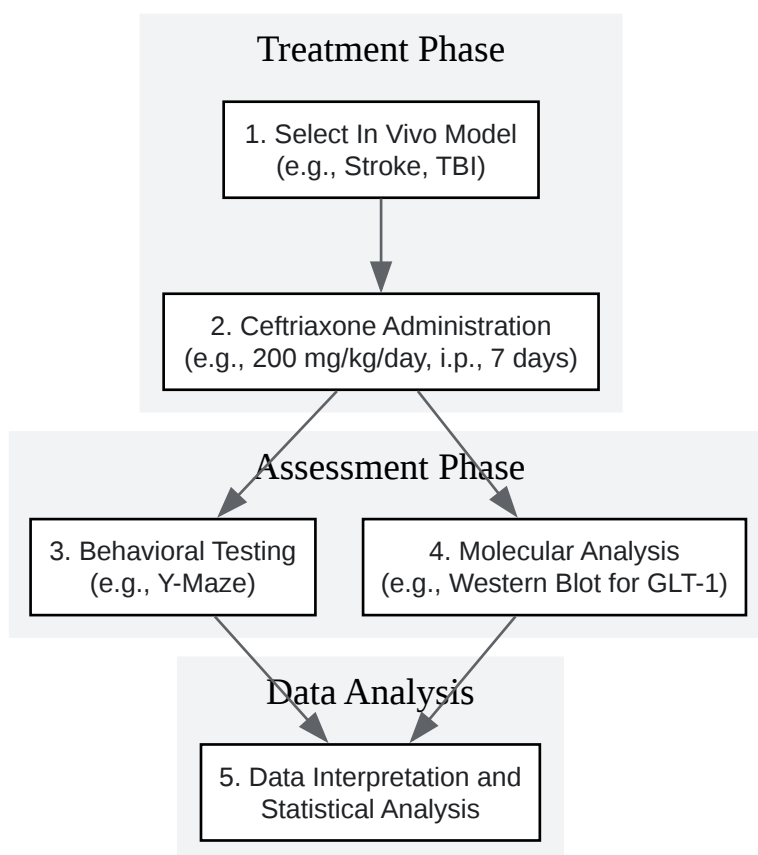 Treatment Phase
1. Select In Vivo Model
(e.g., Stroke, TBI)
2. Ceftriaxone Administration
(e.g., 200 mg/kg/day, i.p., 7 days)
Assessment Phase
3. Behavioral Testing
(e.g., Y-Maze)
4. Molecular Analysis
(e.g., Western Blot for GLT-1)
Data Analysis
5. Data Interpretation and
Statistical Analysis